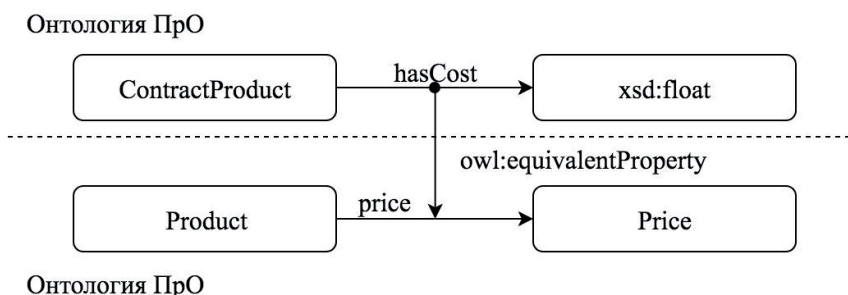 Онтология ПрО
hasCost
ContractProduct
xsd:float
owl:equivalentProperty
price
Product
Price
Онтология ПрО